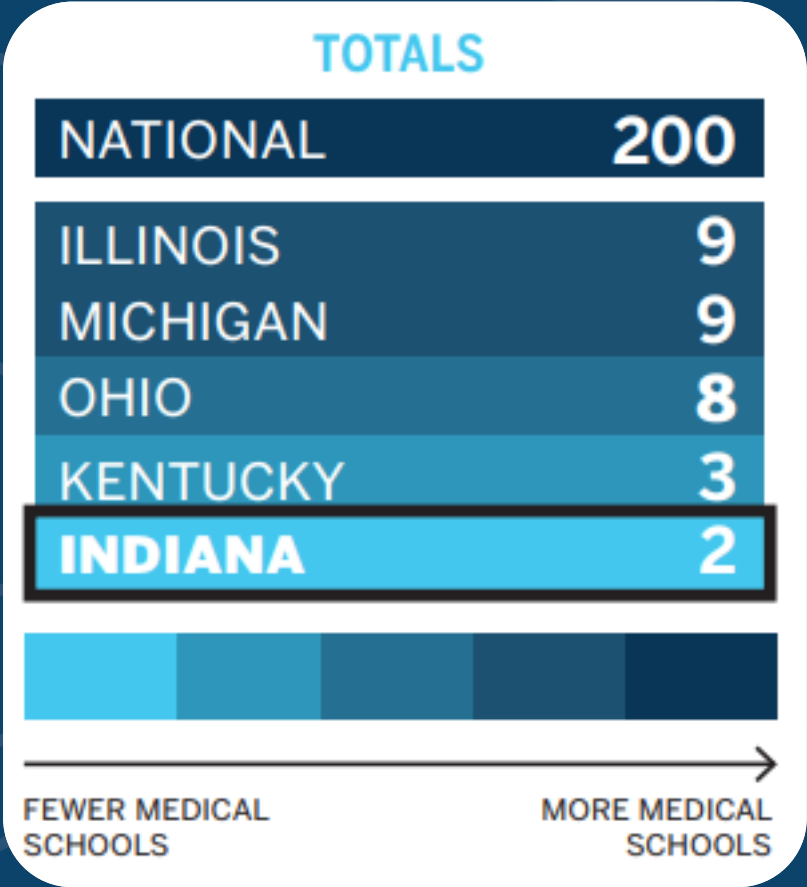 TOTALS
NATIONAL 200
ILLINOIS 9
MICHIGAN 9
OHIO 8
KENTUCKY 3
INDIANA 2
FEWER MEDICAL SCHOOLS
MORE MEDICAL SCHOOLS